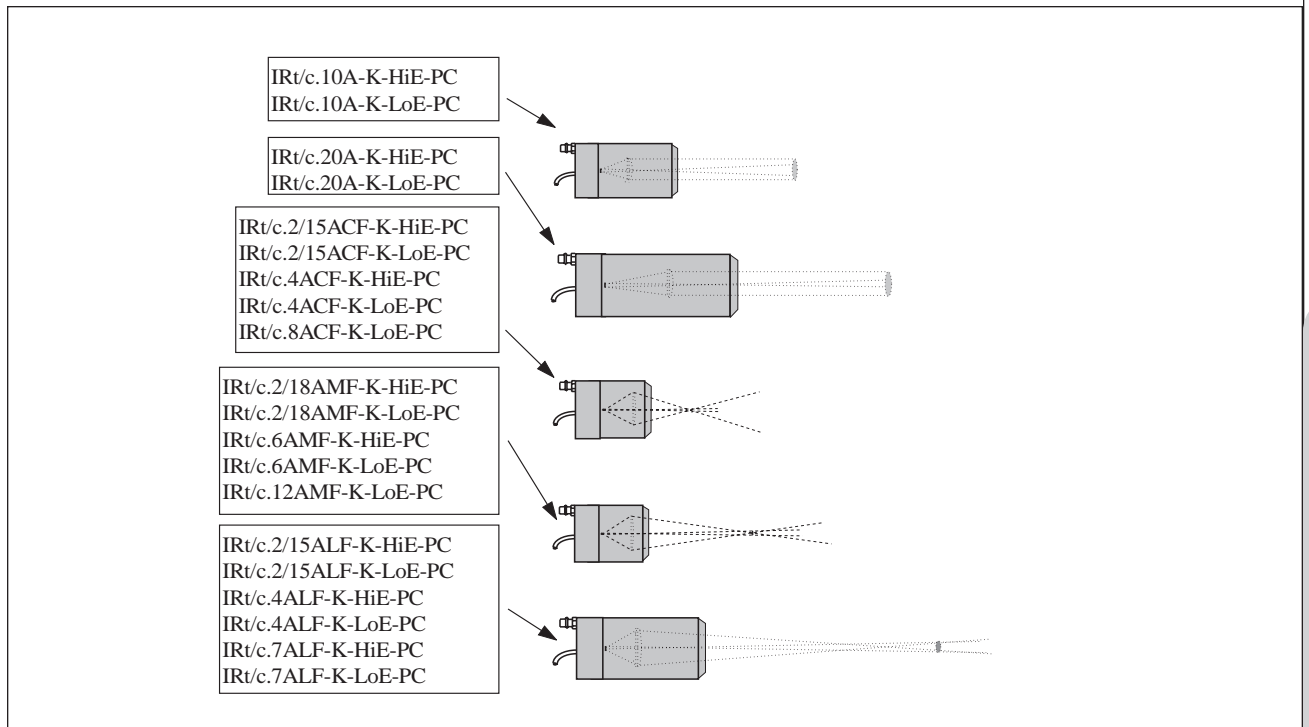 IRt/c.10A-K-HiE-PC
IRt/c.10A-K-LoE-PC
IRt/c.20A-K-HiE-PC
IRt/c.20A-K-LoE-PC
IRt/c.2/15ACF-K-HiE-PC
IRt/c.2/15ACF-K-LoE-PC
IRt/c.4ACF-K-HiE-PC
IRt/c.4ACF-K-LoE-PC
IRt/c.8ACF-K-LoE-PC
IRt/c.2/18AMF-K-HiE-PC
IRt/c.2/18AMF-K-LoE-PC
IRt/c.6AMF-K-HiE-PC
IRt/c.6AMF-K-LoE-PC
IRt/c.12AMF-K-LoE-PC
IRt/c.2/15ALF-K-HiE-PC
IRt/c.2/15ALF-K-LoE-PC
IRt/c.4ALF-K-HiE-PC
IRt/c.4ALF-K-LoE-PC
IRt/c.7ALF-K-HiE-PC
IRt/c.7ALF-K-LoE-PC